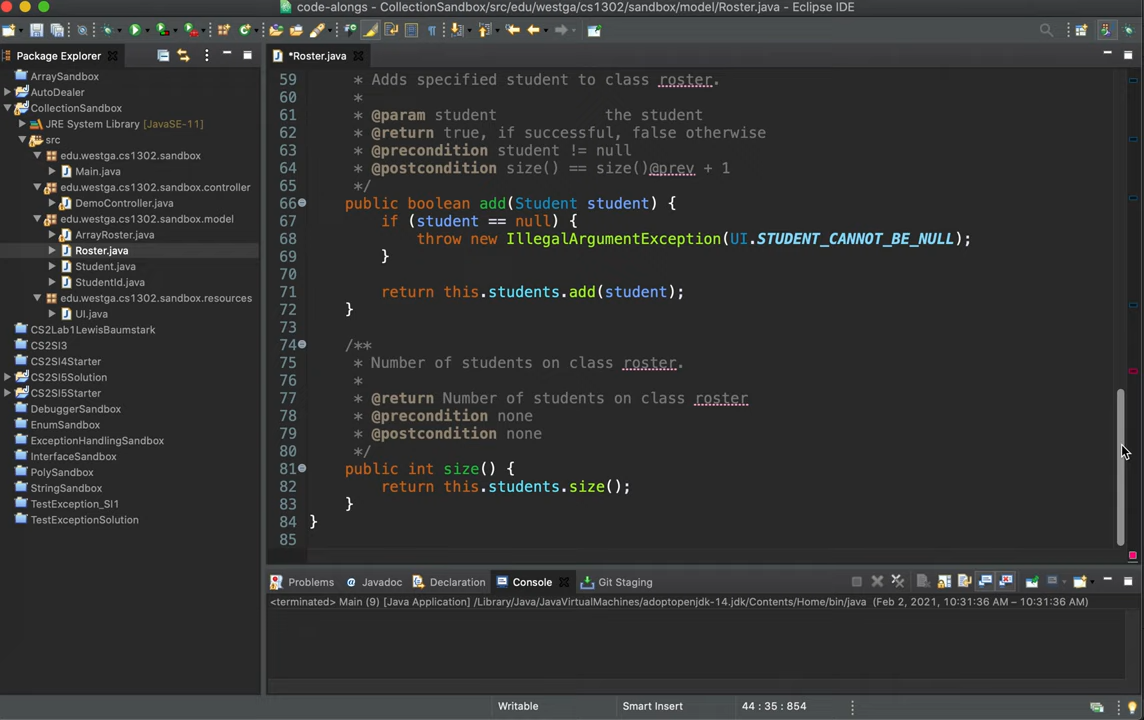 code-alongs - CollectionSandbox/src/edu/westga/cs1302/sandbox/model/Roster.java - Eclipse IDE
Package Explorer
*Roster.java
ArraySandbox
AutoDealer
CollectionSandbox
JRE System Library [JavaSE-11]
src
edu.westga.cs1302.sandbox
Main.java
edu.westga.cs1302.sandbox.controller
DemoController.java
edu.westga.cs1302.sandbox.model
ArrayRoster.java
Roster.java
Student.java
StudentId.java
edu.westga.cs1302.sandbox.resources
UI.java
CS2Lab1LewisBaumstark
CS2SI3
CS2SI4Starter
CS2SI5Solution
CS2SI5Starter
DebuggerSandbox
EnumSandbox
ExceptionHandlingSandbox
InterfaceSandbox
PolySandbox
StringSandbox
TestException_SI1
TestExceptionSolution
59 * Adds specified student to class roster.
60 *
61 * @param student the student
62 * @return true, if successful, false otherwise
63 * @precondition student != null
64 * @postcondition size() == size()@prev + 1
65 */
66 public boolean add(Student student) {
67 if (student == null) {
68 throw new IllegalArgumentException(UI.STUDENT_CANNOT_BE_NULL);
69 }
70
71 return this.students.add(student);
72 }
73
74 /**
75 * Number of students on class roster.
76 *
77 * @return Number of students on class roster
78 * @precondition none
79 * @postcondition none
80 */
81 public int size() {
82 return this.students.size();
83 }
84 }
85
Problems Javadoc Declaration Console Git Staging
<terminated> Main (9) [Java Application] /Library/Java/JavaVirtualMachines/adoptopenjdk-14.jdk/Contents/Home/bin/java (Feb 2, 2021, 10:31:36 AM – 10:31:36 AM)
Writable Smart Insert 44 : 35 : 854